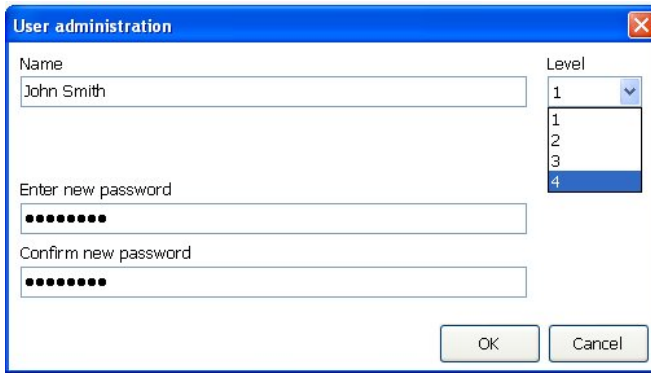 User administration
Name
Level
John Smith
1
1
2
3
4
Enter new password
••••••••
Confirm new password
••••••••
OK
Cancel